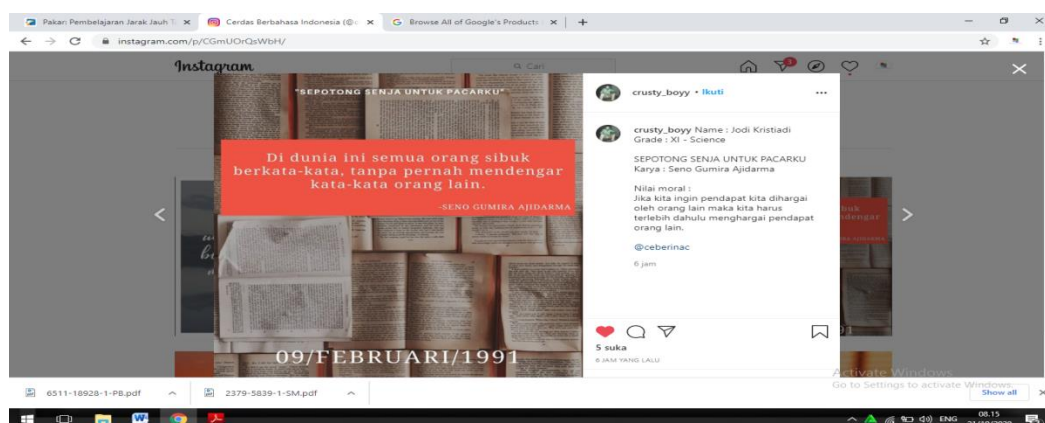 Pakari Pembelajaran Jarak Jauh
Cerdas Berbahasa Indonesia
Browse All of Google's Products
instagram.com/p/CGmUOrQsWbH/
Instagram
Cari
"SEPOTONG SENJA UNTUK PACARKU"
Di dunia ini semua orang sibuk
berkata-kata, tanpa pernah mendengar
kata-kata orang lain.
-SENO GUMIRA AJIDARMA
09/FEBRUARI/1991
crusty_boyy • Ikuti
crusty_boyy Name : Jodi Kristiadi
Grade : XI - Science
SEPOTONG SENJA UNTUK PACARKU
Karya : Seno Gumira Ajidarma
Nilai moral :
Jika kita ingin pendapat kita dihargai
oleh orang lain maka kita harus
terlebih dahulu menghargai pendapat
orang lain.
@ceberinac
6 jam
5 suka
6 JAM YANG LALU
Activate Windows
Go to Settings to activate Windows.
6511-18928-1-PB.pdf
2379-5839-1-SM.pdf
Show all
ENG
08.15